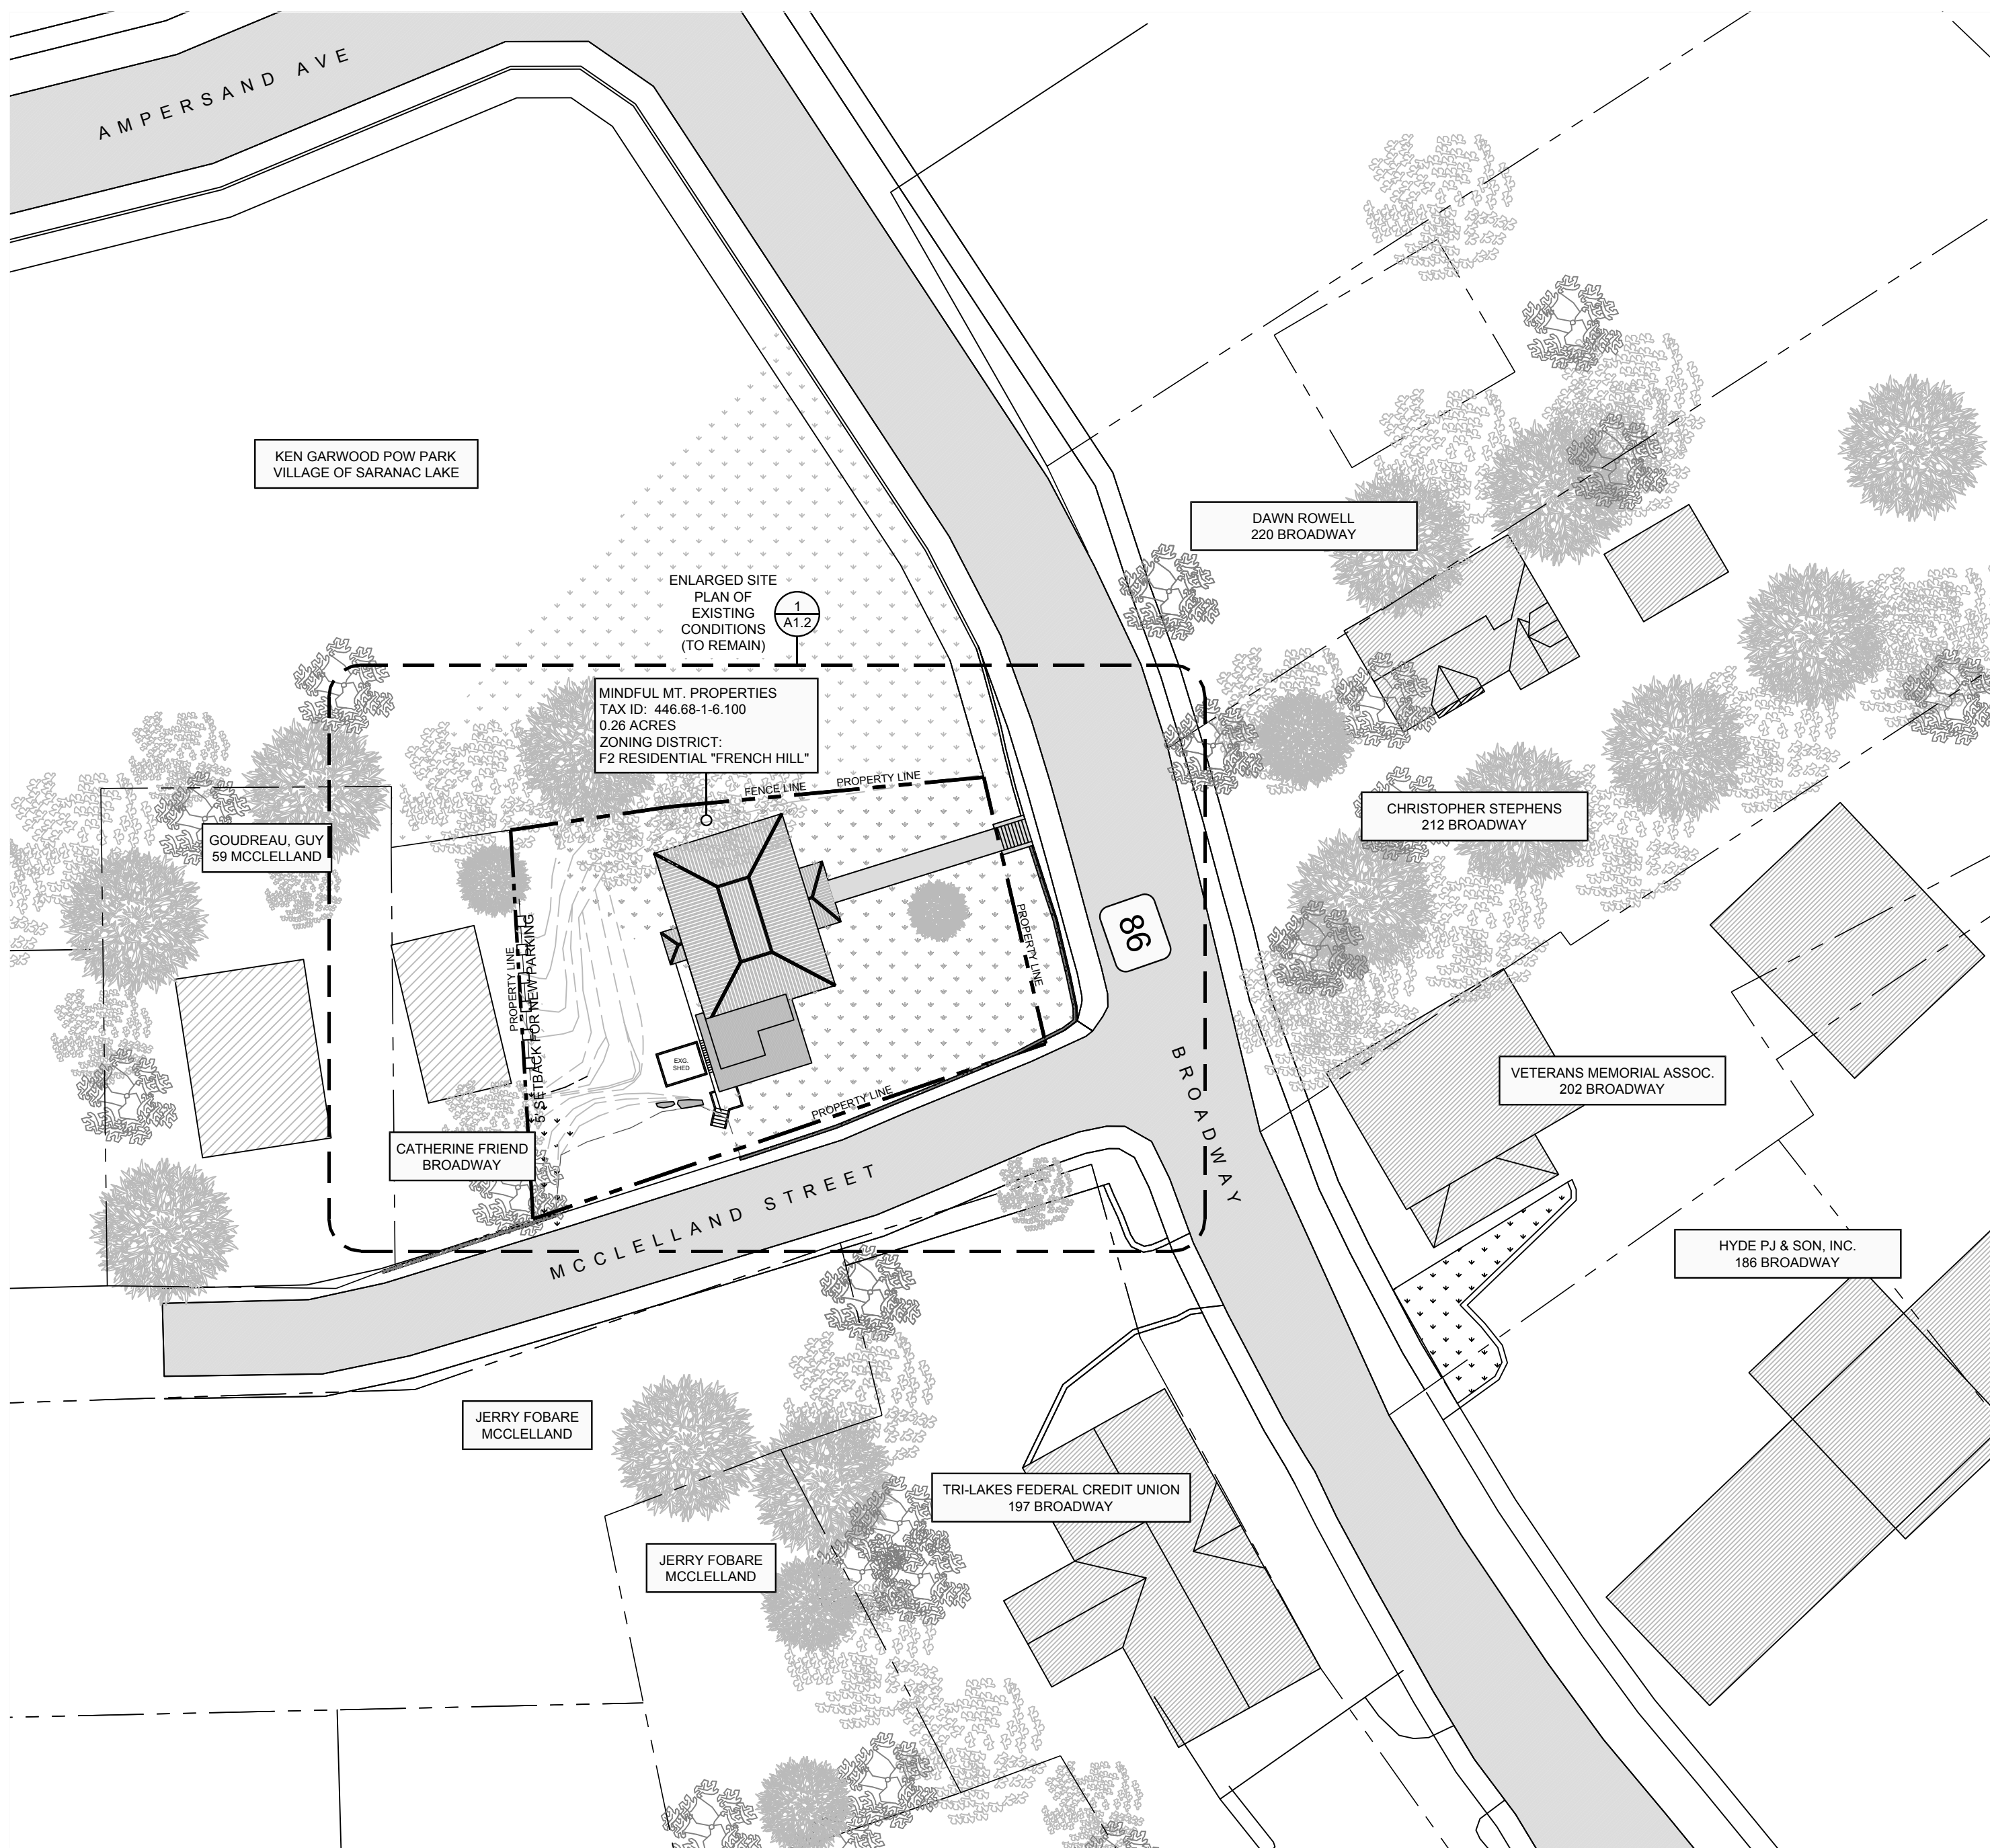 AMPERSAND AVE
KEN GARWOOD POW PARK
VILLAGE OF SARANAC LAKE
DAWN ROWELL
220 BROADWAY
ENLARGED SITE
PLAN OF
EXISTING
CONDITIONS
(TO REMAIN)
1
A1.2
MINDFUL MT. PROPERTIES
TAX ID: 446.68-1-6.100
0.26 ACRES
ZONING DISTRICT:
F2 RESIDENTIAL "FRENCH HILL"
FENCE LINE
PROPERTY LINE
CHRISTOPHER STEPHENS
212 BROADWAY
GOUDREAU, GUY
59 MCCLELLAND
PROPERTY LINE
5' SETBACK FOR NEW PARKING
PROPERTY LINE
86
EXG.
SHED
PROPERTY LINE
VETERANS MEMORIAL ASSOC.
202 BROADWAY
CATHERINE FRIEND
BROADWAY
BROADWAY
MCCLELLAND STREET
HYDE PJ & SON, INC.
186 BROADWAY
JERRY FOBARE
MCCLELLAND
TRI-LAKES FEDERAL CREDIT UNION
197 BROADWAY
JERRY FOBARE
MCCLELLAND